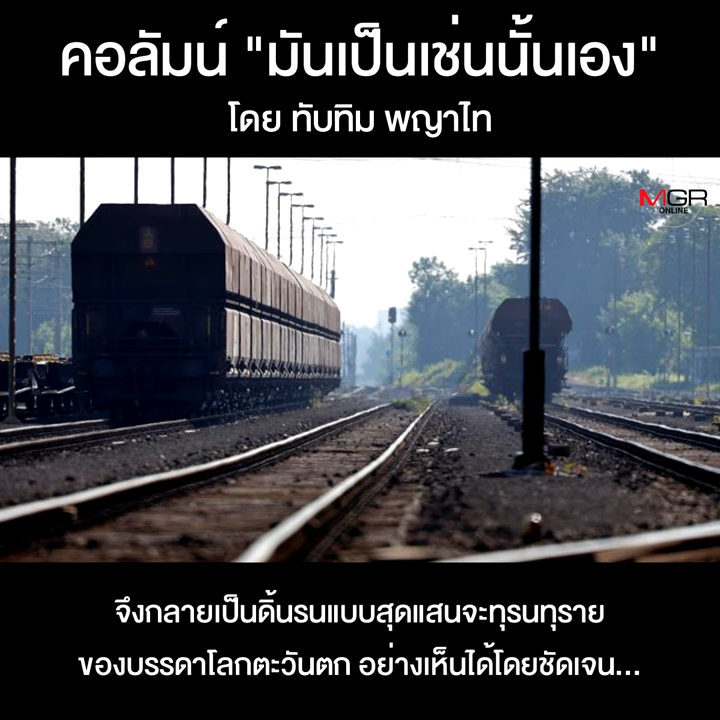 คอลัมน์ "มันเป็นเช่นนั้นเอง"
โดย ทับทิม พญาไท
MGR
ONLINE
จึงกลายเป็นดิ้นรนแบบสุดแสนจะทุรนทุราย
ของบรรดาโลกตะวันตก อย่างเห็นได้โดยชัดเจน...